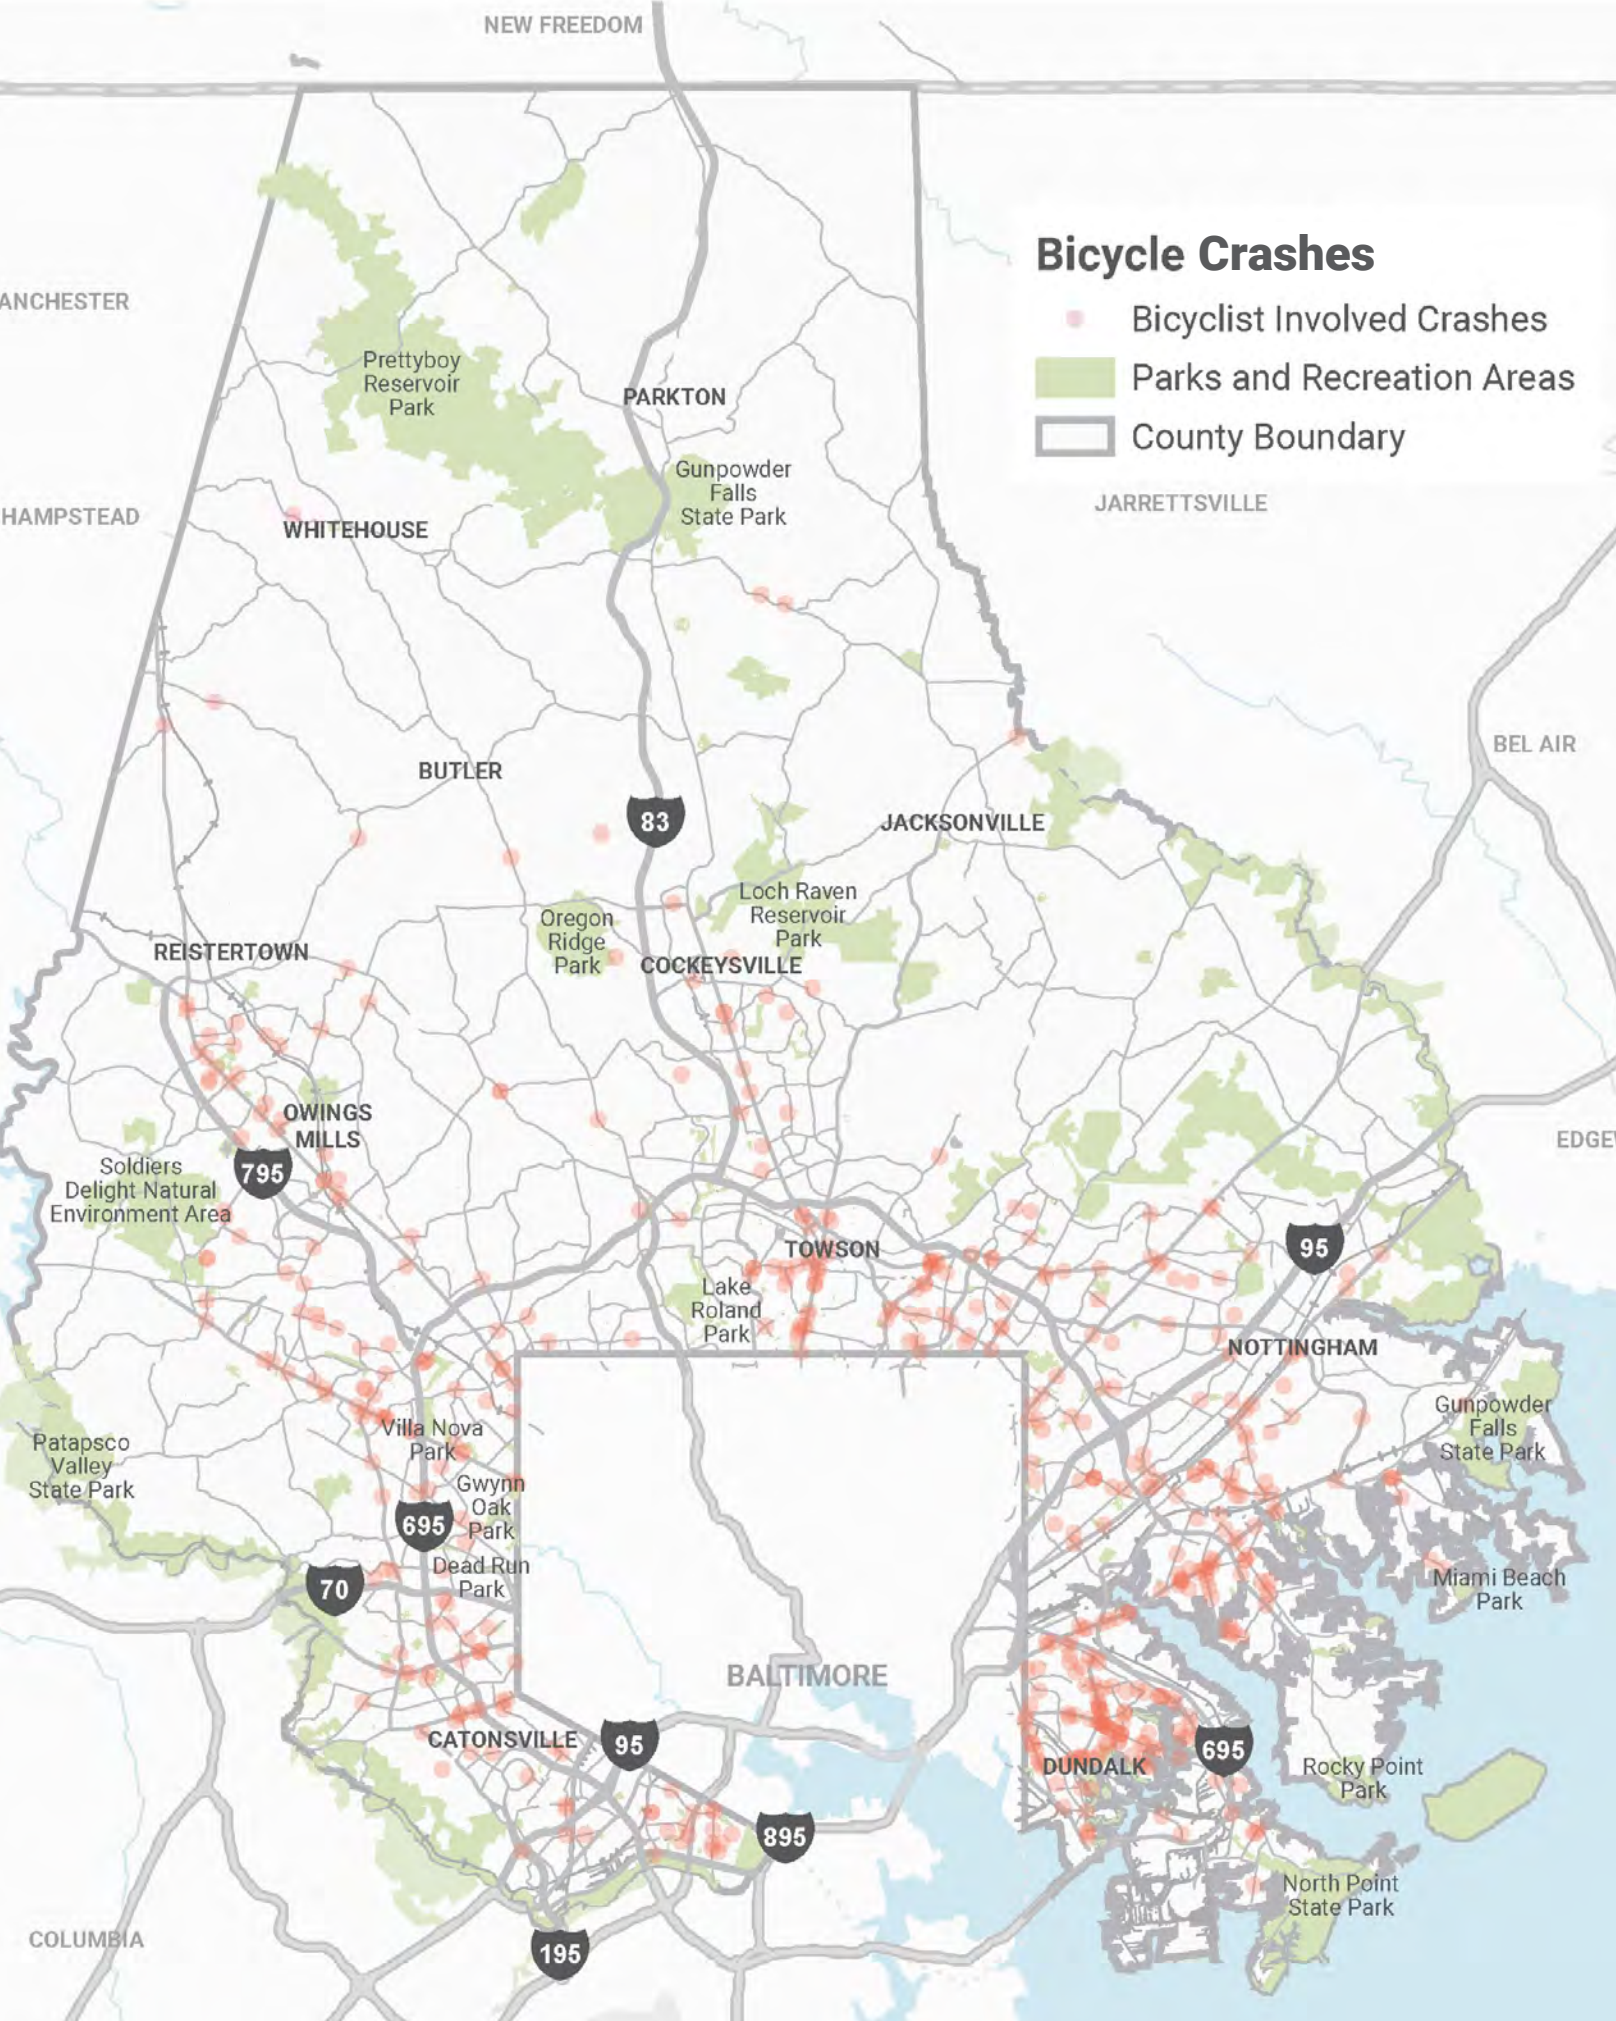 NEW FREEDOM
Bicycle Crashes
Bicyclist Involved Crashes
Parks and Recreation Areas
County Boundary
ANCHESTER
Prettyboy
Reservoir
Park
PARKTON
Gunpowder
Falls
State Park
JARRETTSVILLE
HAMPSTEAD
WHITEHOUSE
BEL AIR
BUTLER
83
JACKSONVILLE
Loch Raven
Reservoir
Park
Oregon
Ridge
Park
REISTERTOWN
COCKEYSVILLE
OWINGS
MILLS
EDGEW
795
Soldiers
Delight Natural
Environment Area
TOWSON
95
Lake
Roland
Park
NOTTINGHAM
Gunpowder
Falls
State Park
Villa Nova
Park
Patapsco
Valley
State Park
Gwynn
Oak
Park
695
Dead Run
Park
70
Miami Beach
Park
BALTIMORE
CATONSVILLE
95
695
DUNDALK
Rocky Point
Park
895
North Point
State Park
COLUMBIA
195